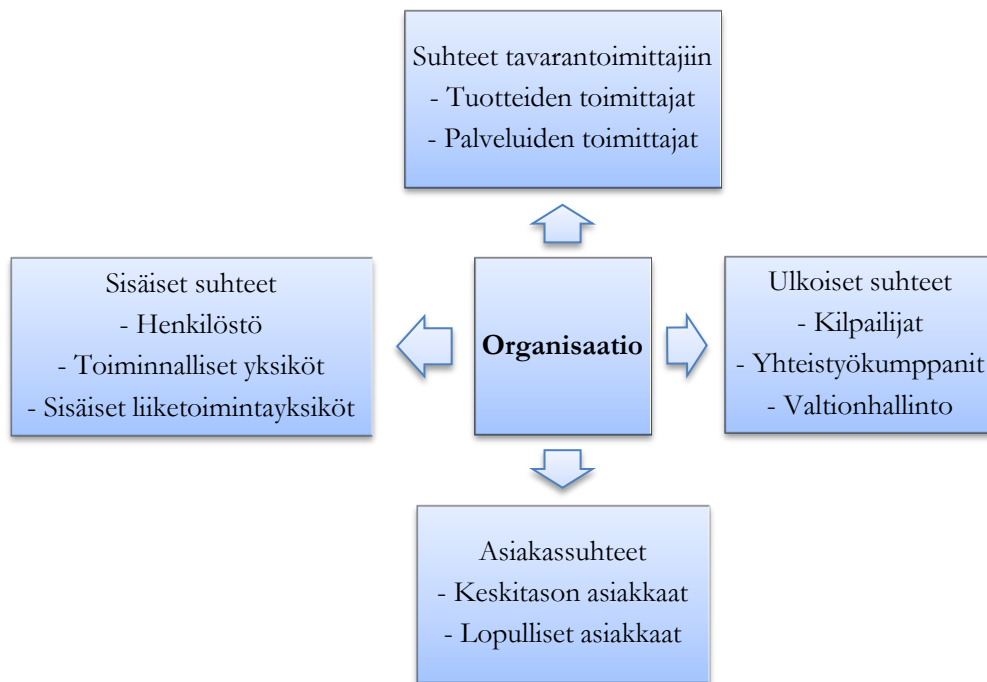 Suhteet tavarantoimittajiin
- Tuotteiden toimittajat
- Palveluiden toimittajat
Sisäiset suhteet
- Henkilöstö
- Toiminnalliset yksiköt
- Sisäiset liiketoimintayksiköt
Organisaatio
Ulkoiset suhteet
- Kilpailijat
- Yhteistyökumppanit
- Valtionhallinto
Asiakassuhteet
- Keskitason asiakkaat
- Lopulliset asiakkaat